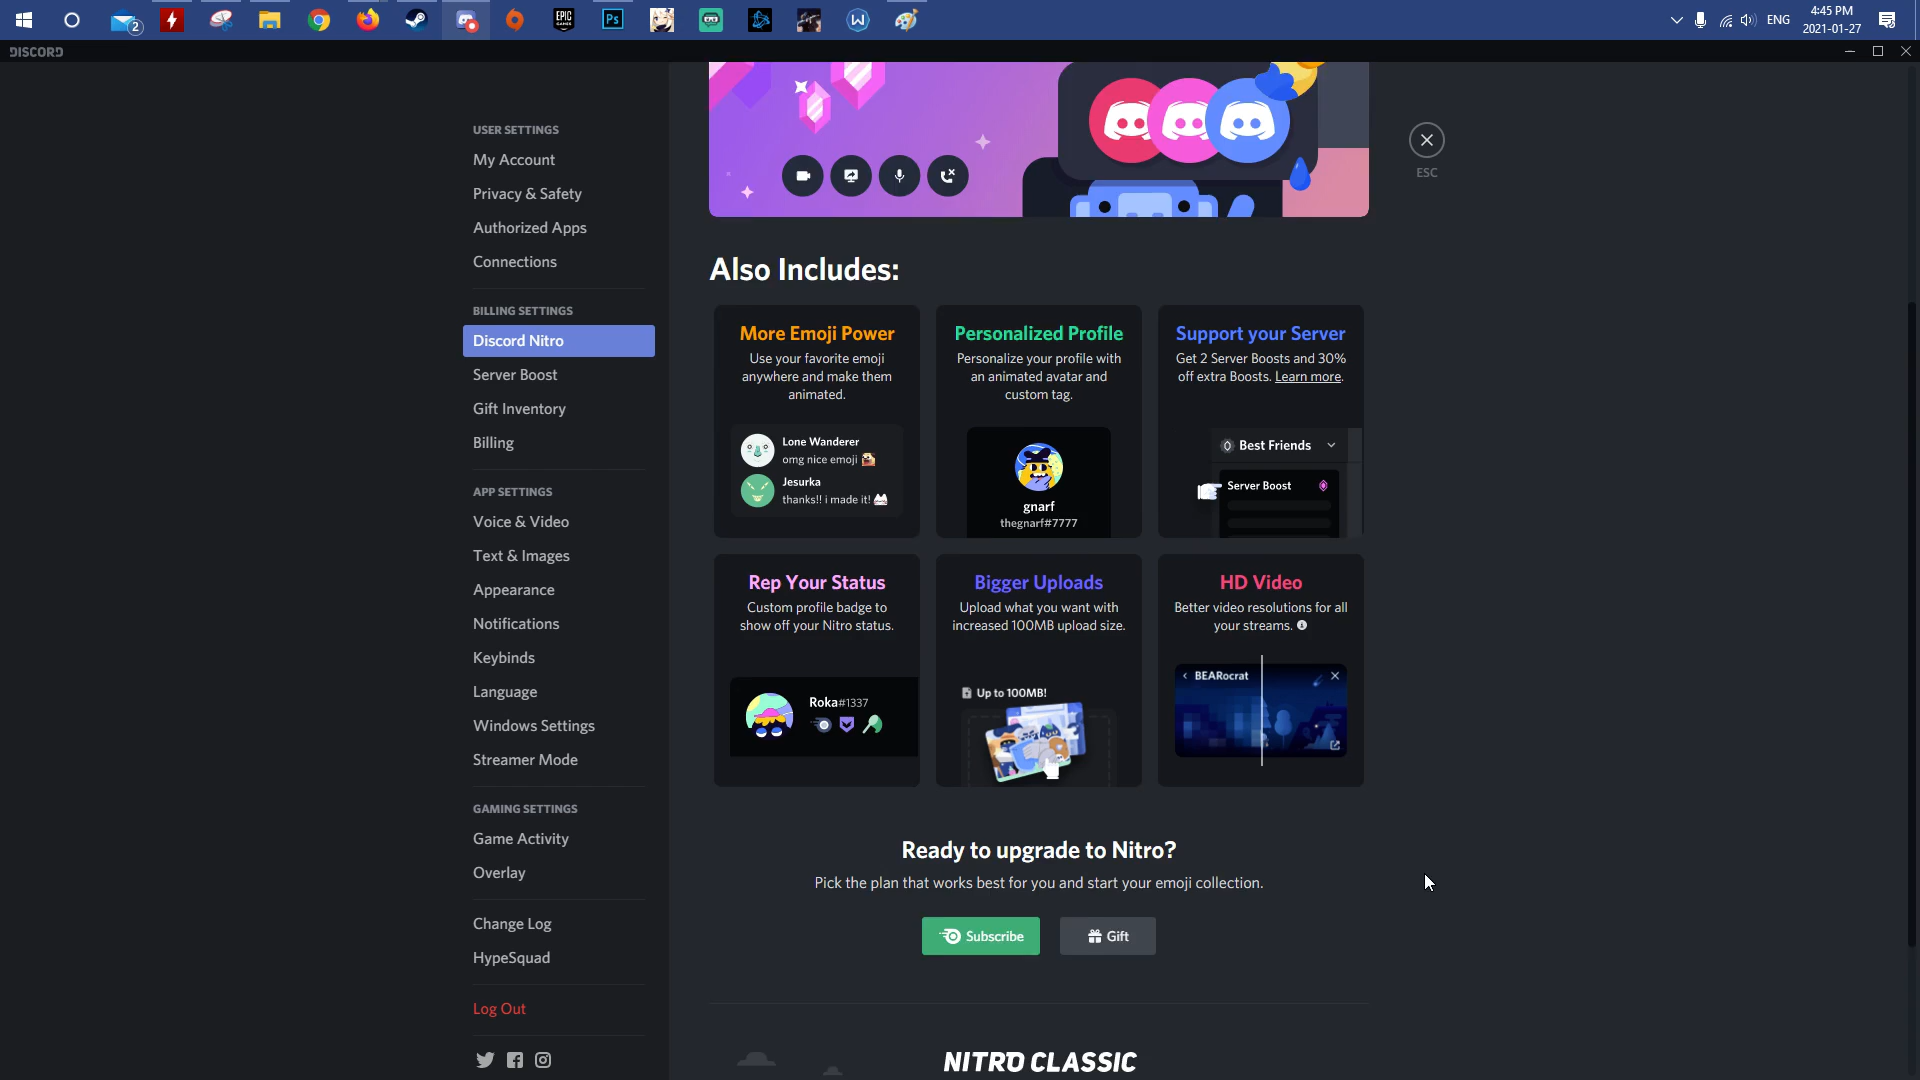 2
EPIC
GAMES
Ps
W
ENG
4:45 PM
2021-01-27
DISCORD
USER SETTINGS
My Account
Privacy & Safety
Authorized Apps
Connections
BILLING SETTINGS
Discord Nitro
Server Boost
Gift Inventory
Billing
APP SETTINGS
Voice & Video
Text & Images
Appearance
Notifications
Keybinds
Language
Windows Settings
Streamer Mode
GAMING SETTINGS
Game Activity
Overlay
Change Log
HypeSquad
Log Out
ESC
Also Includes:
More Emoji Power
Use your favorite emoji
anywhere and make them
animated.
Lone Wanderer
omg nice emoji
Jesurka
thanks!! i made it!
Personalized Profile
Personalize your profile with
an animated avatar and
custom tag.
gnarf
thegnarf#7777
Support your Server
Get 2 Server Boosts and 30%
off extra Boosts. Learn more.
Best Friends
Server Boost
Rep Your Status
Custom profile badge to
show off your Nitro status.
Roka#1337
Bigger Uploads
Upload what you want with
increased 100MB upload size.
Up to 100MB!
HD Video
Better video resolutions for all
your streams.
BEARocrat
Ready to upgrade to Nitro?
Pick the plan that works best for you and start your emoji collection.
Subscribe
Gift
NITRO CLASSIC